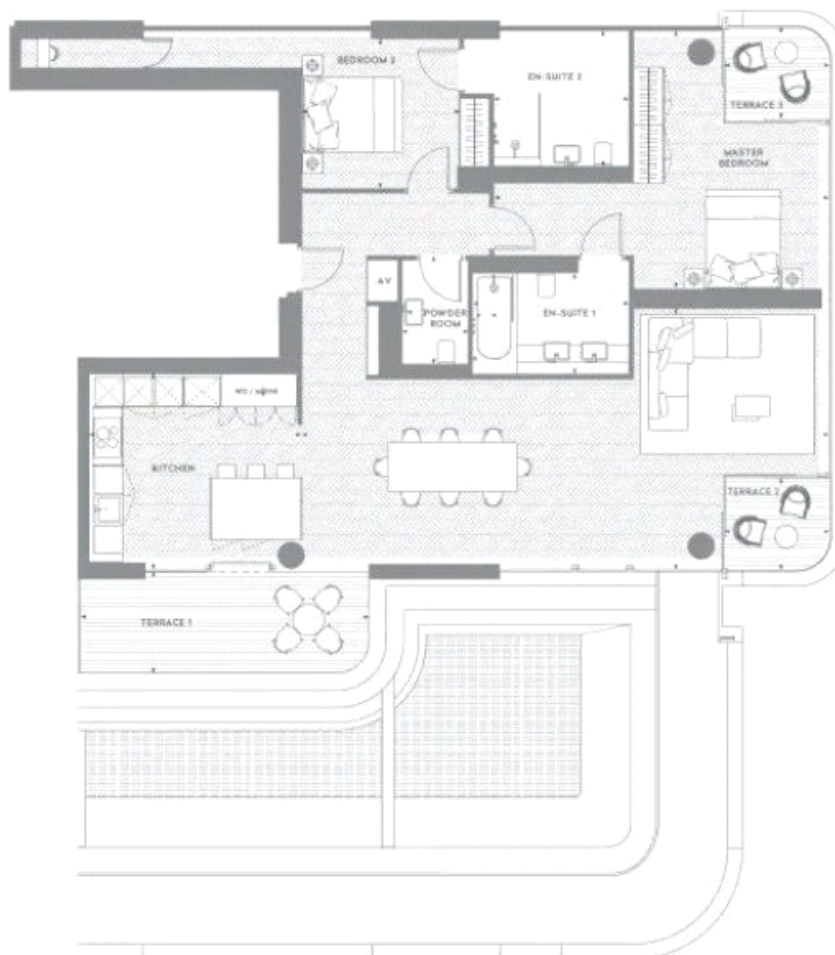 BEDROOM 2
EN-SUITE 2
TERRACE 3
MASTER
BEDROOM
AV
POWDER
ROOM
EN-SUITE 1
KITCHEN
TERRACE 2
TERRACE 1